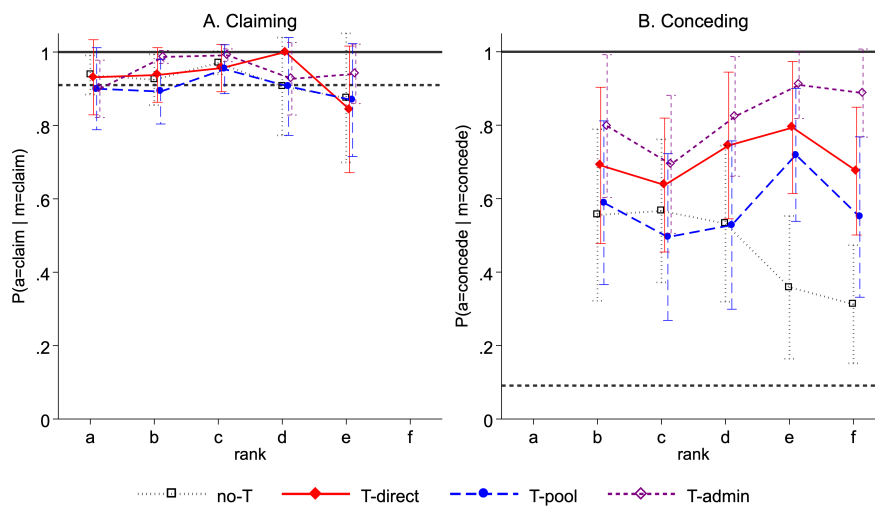 A. Claiming
B. Conceding
P(a=claim | m=claim)
1
.8
.6
.4
.2
0
a b c d e f
rank
P(a=concede | m=concede)
1
.8
.6
.4
.2
0
a b c d e f
rank
no-T T-direct T-pool T-admin